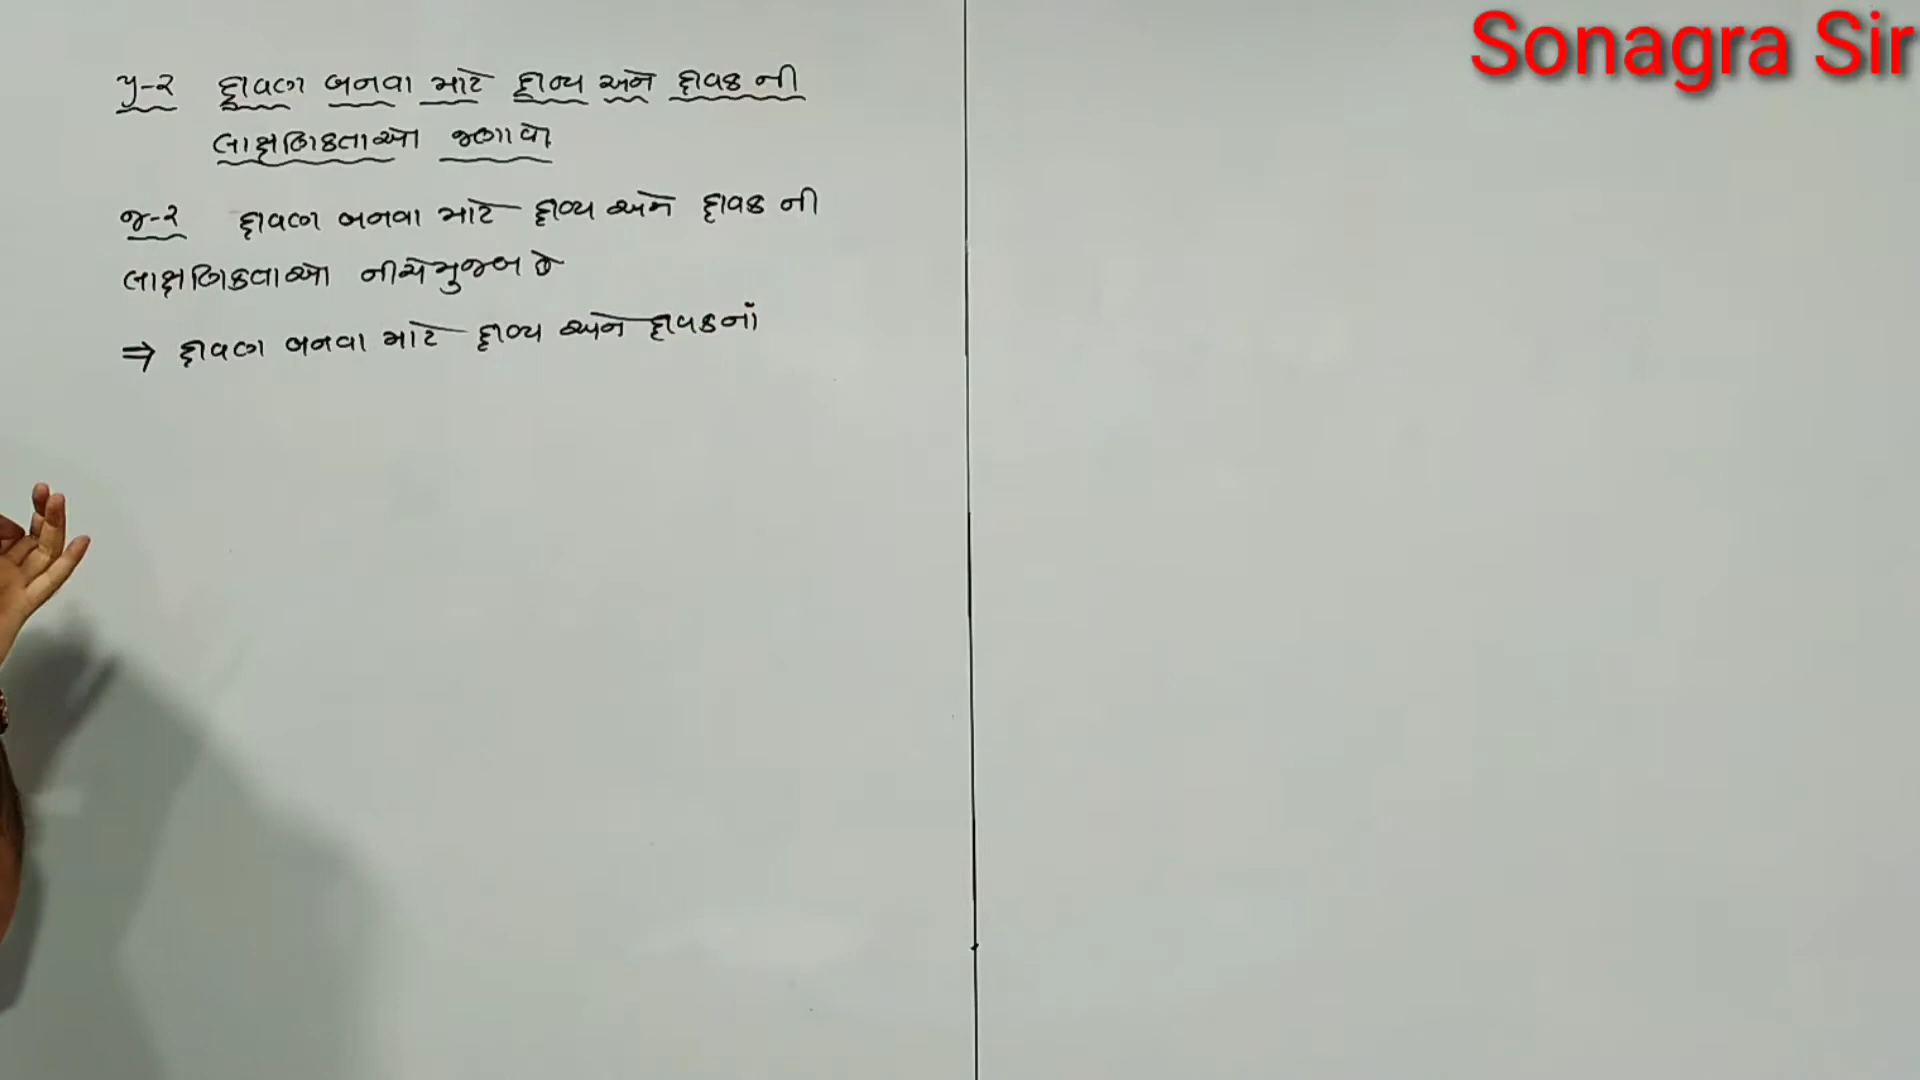 પ્ર-૨ દ્રાવણ બનવા માટે દ્રાવ્ય અને દ્રાવક ની
લાક્ષણિકતાઓ જણાવો
જ-૨ દ્રાવણ બનવા માટે દ્રાવ્ય અને દ્રાવક ની
લાક્ષણિકતાઓ નીચે મુજબ છે
⇒ દ્રાવણ બનવા માટે દ્રાવ્ય અને દ્રાવકનાં
Sonagra Sir